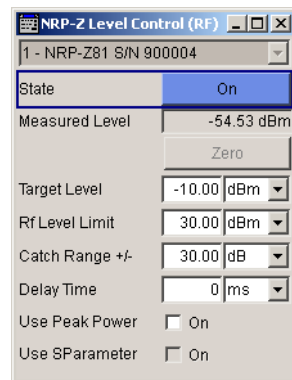 NRP-Z Level Control (RF)
1 - NRP-Z81 S/N 900004
State On
Measured Level -54.53 dBm
Zero
Target Level -10.00 dBm
Rf Level Limit 30.00 dBm
Catch Range +/- 30.00 dB
Delay Time 0 ms
Use Peak Power On
Use SParameter On